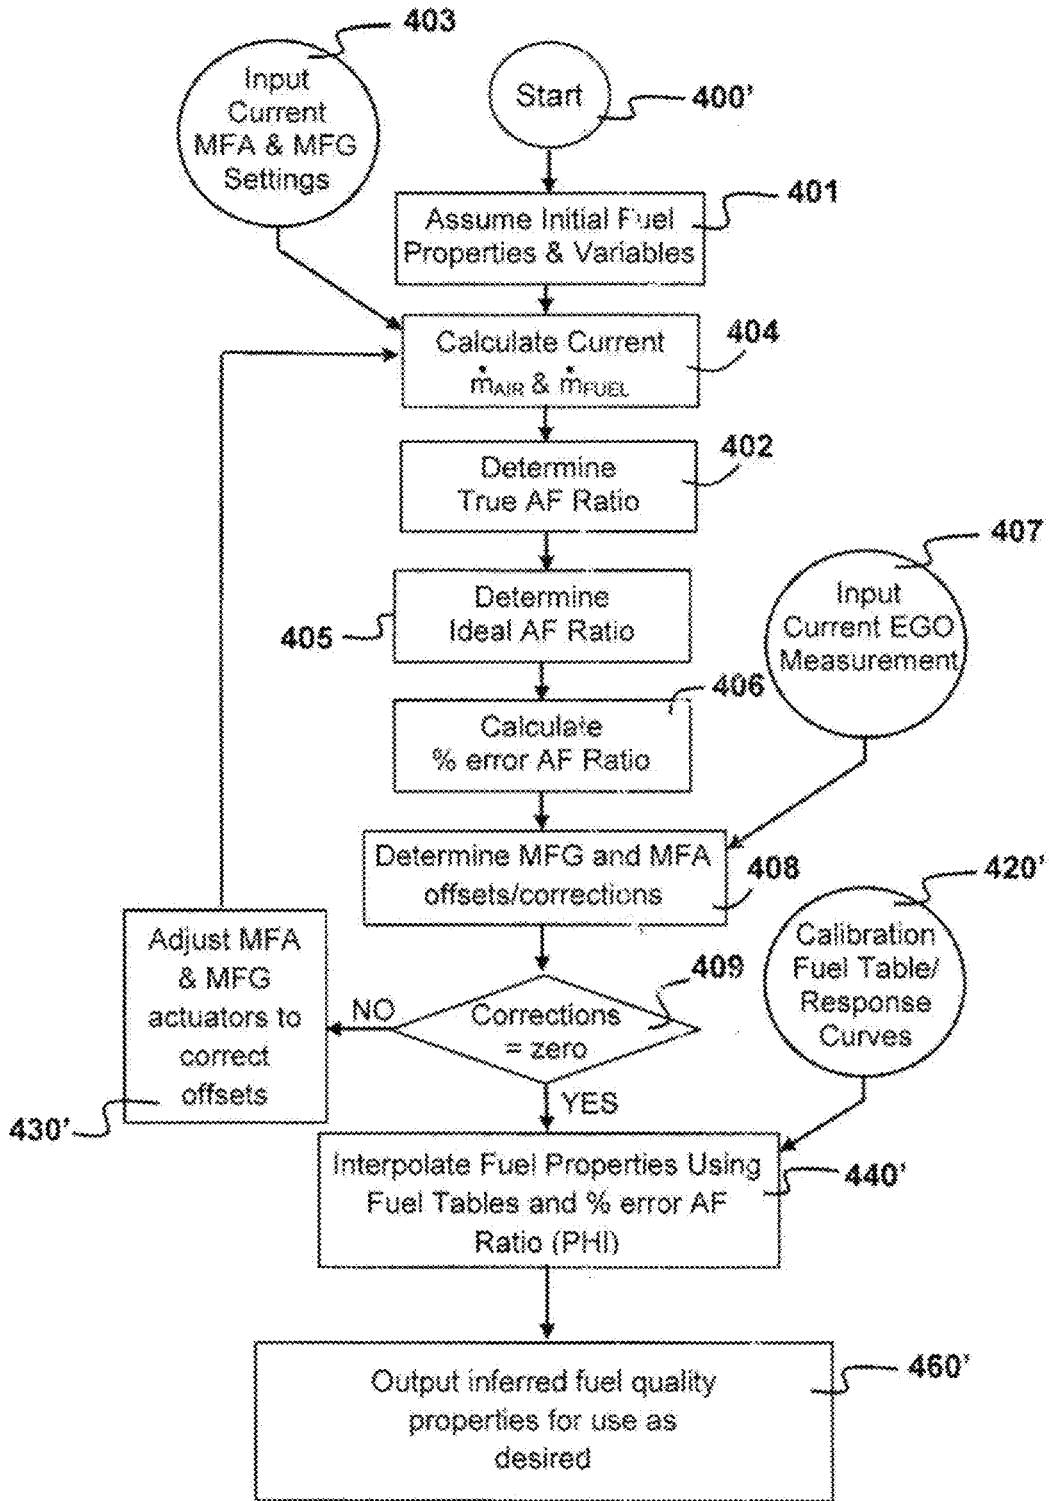 403
Input
Current
MFA & MFG
Settings
Start
400'
401
Assume Initial Fuel
Properties & Variables
Calculate Current
ṁAIR & ṁFUEL
404
402
Determine
True AF Ratio
407
Input
Current EGO
Measurement
Determine
Ideal AF Ratio
405
406
Calculate
% error AF Ratio
Determine MFG and MFA
offsets/corrections
408
420'
Calibration
Fuel Table/
Response
Curves
Adjust MFA
& MFG
actuators to
correct
offsets
430'
NO
409
Corrections
= zero
YES
Interpolate Fuel Properties Using
Fuel Tables and % error AF
Ratio (PHI)
440'
Output inferred fuel quality
properties for use as
desired
460'